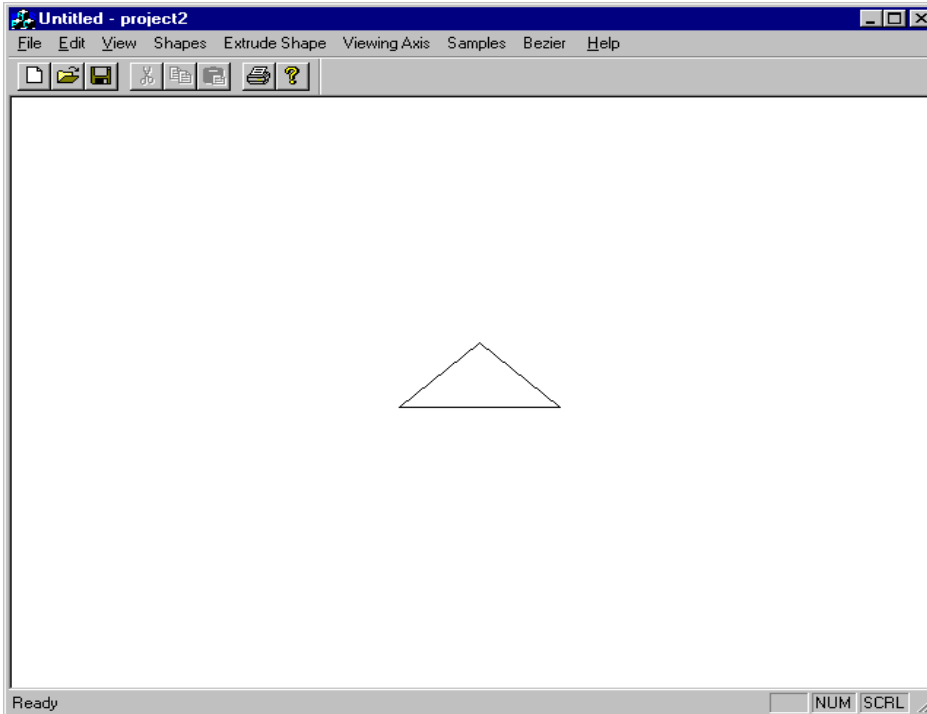 Untitled - project2
File Edit View Shapes Extrude Shape Viewing Axis Samples Bezier Help
?
Ready NUM SCRL